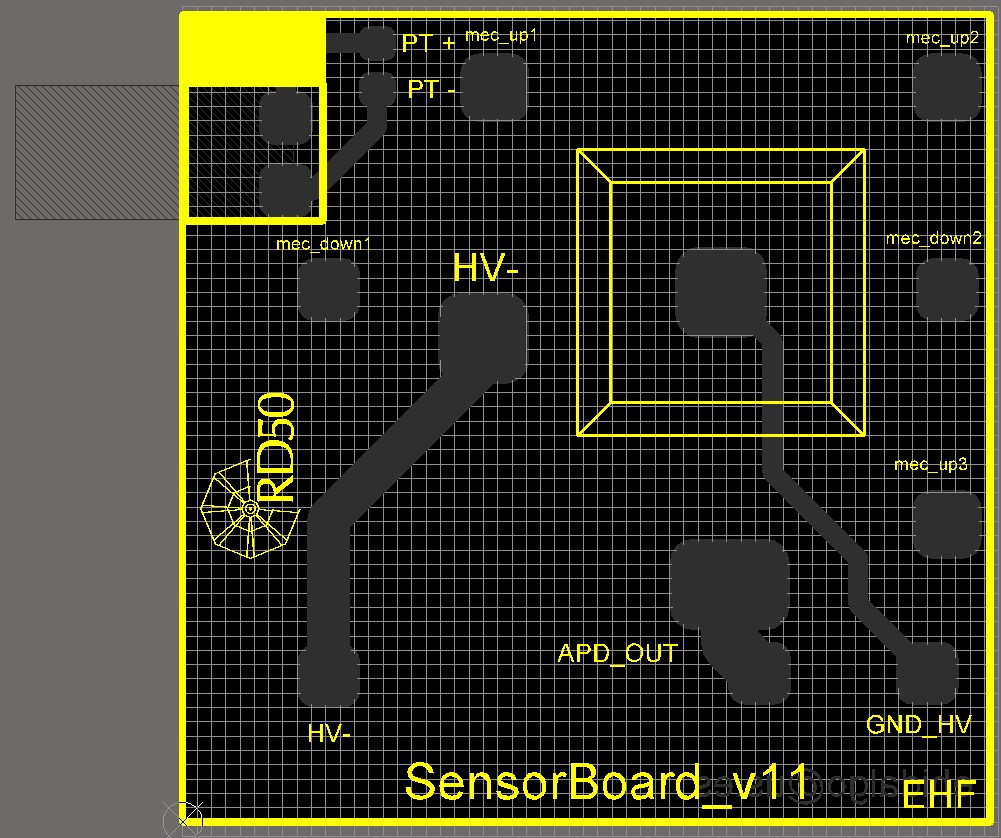 PT +
mec_up1
mec_up2
PT -
mec_down1
mec_down2
HV-
RD50
mec_up3
APD_OUT
GND_HV
HV-
SensorBoard_v11
EHF